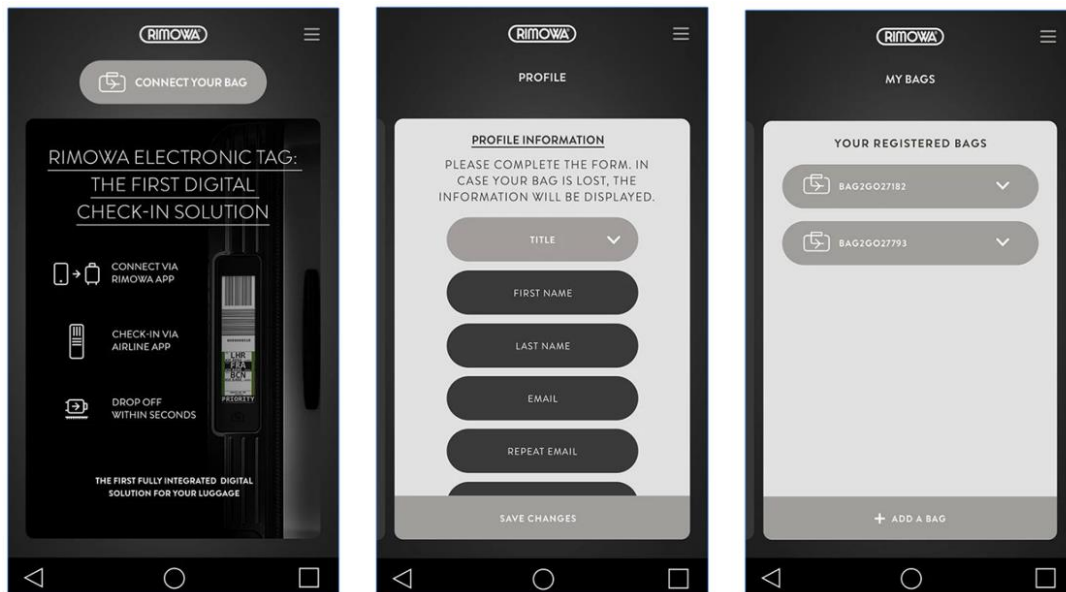 RIMOWA
CONNECT YOUR BAG
RIMOWA ELECTRONIC TAG:
THE FIRST DIGITAL
CHECK-IN SOLUTION
CONNECT VIA
RIMOWA APP
CHECK-IN VIA
AIRLINE APP
DROP OFF
WITHIN SECONDS
LHR
FRA
BCN
PRIORITY
THE FIRST FULLY INTEGRATED DIGITAL
SOLUTION FOR YOUR LUGGAGE
RIMOWA
PROFILE
PROFILE INFORMATION
PLEASE COMPLETE THE FORM. IN
CASE YOUR BAG IS LOST, THE
INFORMATION WILL BE DISPLAYED.
TITLE
FIRST NAME
LAST NAME
EMAIL
REPEAT EMAIL
SAVE CHANGES
RIMOWA
MY BAGS
YOUR REGISTERED BAGS
BAG2GO27182
BAG2GO27793
+ ADD A BAG